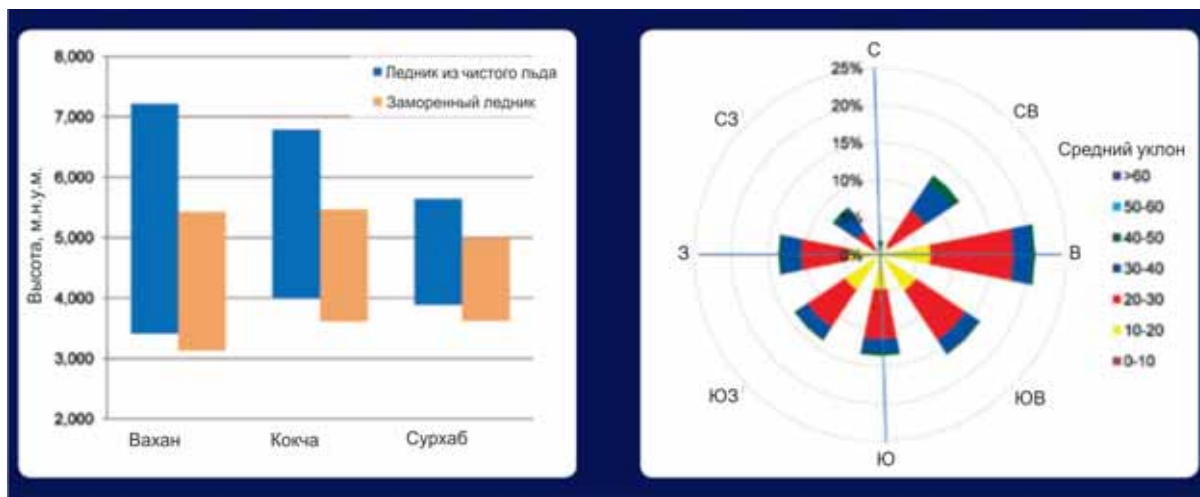 8,000
7,000
6,000
5,000
4,000
3,000
2,000
Высота, м.н.у.м.
Ледник из чистого льда
Заморенный ледник
Вахан
Кокча
Сурхаб
С
СВ
В
ЮВ
Ю
ЮЗ
З
СЗ
25%
20%
15%
10%
0%
Средний уклон
>60
50-60
40-50
30-40
20-30
10-20
0-10